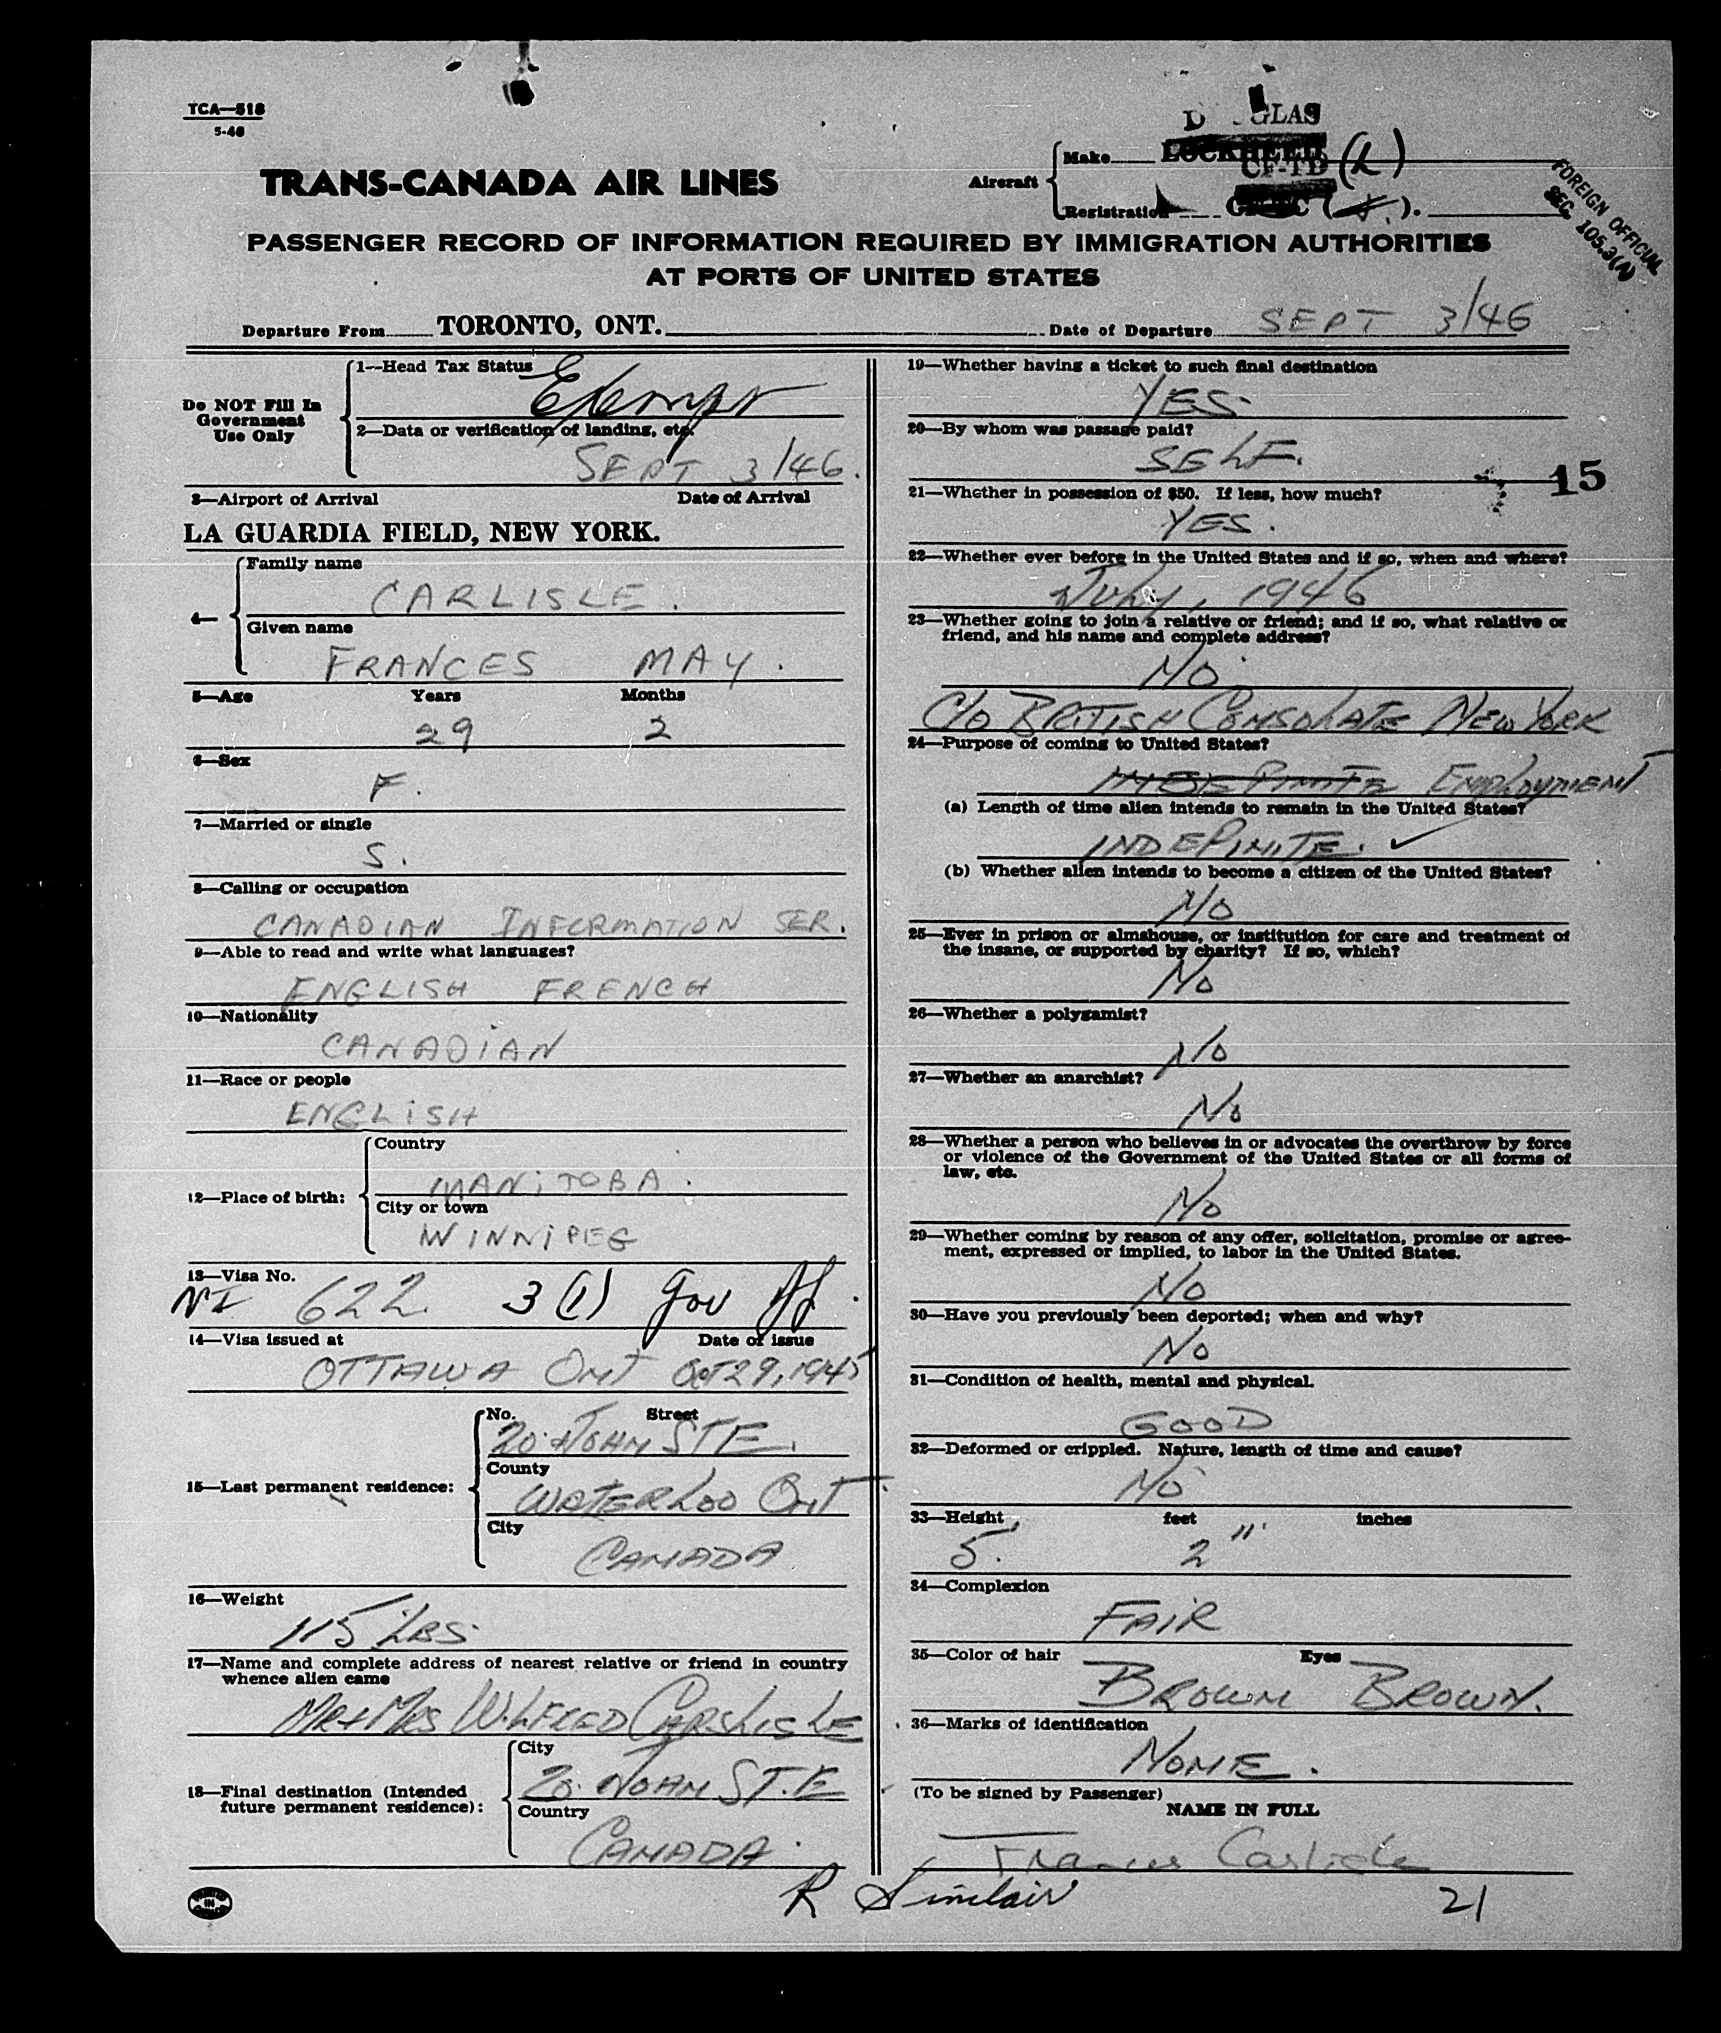 TCA—518
5-46
DOUGLAS
Aircraft
Make LOCKHEED
CF-TD (L)
Registration
FOREIGN OFFICIAL
SEC. 105.3(A)
TRANS-CANADA AIR LINES
PASSENGER RECORD OF INFORMATION REQUIRED BY IMMIGRATION AUTHORITIES
AT PORTS OF UNITED STATES
Departure From TORONTO, ONT. Date of Departure SEPT 3/46
Do NOT Fill In
Government
Use Only
1—Head Tax Status Exempt
2—Data or verification of landing, etc.
SEPT 3/46.
3—Airport of Arrival Date of Arrival
LA GUARDIA FIELD, NEW YORK.
4—
Family name
CARLISLE.
Given name
FRANCES MAY.
5—Age Years Months
29 2
6—Sex
F.
7—Married or single
S.
8—Calling or occupation
CANADIAN INFORMATION SER.
9—Able to read and write what languages?
ENGLISH FRENCH
10—Nationality
CANADIAN
11—Race or people
ENGLISH
12—Place of birth:
Country
MANITOBA.
City or town
WINNIPEG
13—Visa No.
NI 622. 3 (1) Gov Of.
14—Visa issued at Date of issue
OTTAWA ONT OCT 29, 1945
15—Last permanent residence:
No. Street
20. JOHN ST E.
County
WATERLOO ONT.
City
CANADA
16—Weight
115 LBS.
17—Name and complete address of nearest relative or friend in country
whence alien came
MR & MRS WILFRED CARSLISLE
18—Final destination (Intended
future permanent residence):
City
20. JOHN ST. E
Country
CANADA.
19—Whether having a ticket to such final destination
YES.
20—By whom was passage paid?
SELF.
15
21—Whether in possession of $50. If less, how much?
YES.
22—Whether ever before in the United States and if so, when and where?
JULY, 1946
23—Whether going to join a relative or friend; and if so, what relative or
friend, and his name and complete address?
NO.
C/O BRITISH CONSOLATE NEW YORK
24—Purpose of coming to United States?
INDEFINITE EMPLOYMENT
(a) Length of time alien intends to remain in the United States?
INDEFINITE. ✓
(b) Whether alien intends to become a citizen of the United States?
NO
25—Ever in prison or almshouse, or institution for care and treatment of
the insane, or supported by charity? If so, which?
NO
26—Whether a polygamist?
NO
27—Whether an anarchist?
NO
28—Whether a person who believes in or advocates the overthrow by force
or violence of the Government of the United States or all forms of
law, etc.
NO
29—Whether coming by reason of any offer, solicitation, promise or agree-
ment, expressed or implied, to labor in the United States.
NO
30—Have you previously been deported; when and why?
NO
31—Condition of health, mental and physical.
GOOD
32—Deformed or crippled. Nature, length of time and cause?
NO
33—Height feet inches
5' 2"
34—Complexion
FAIR
35—Color of hair Eyes
BROWN BROWN.
36—Marks of identification
NONE.
(To be signed by Passenger)
NAME IN FULL
Frances Carlisle
R Sinclair
21
PRINTED IN CANADA